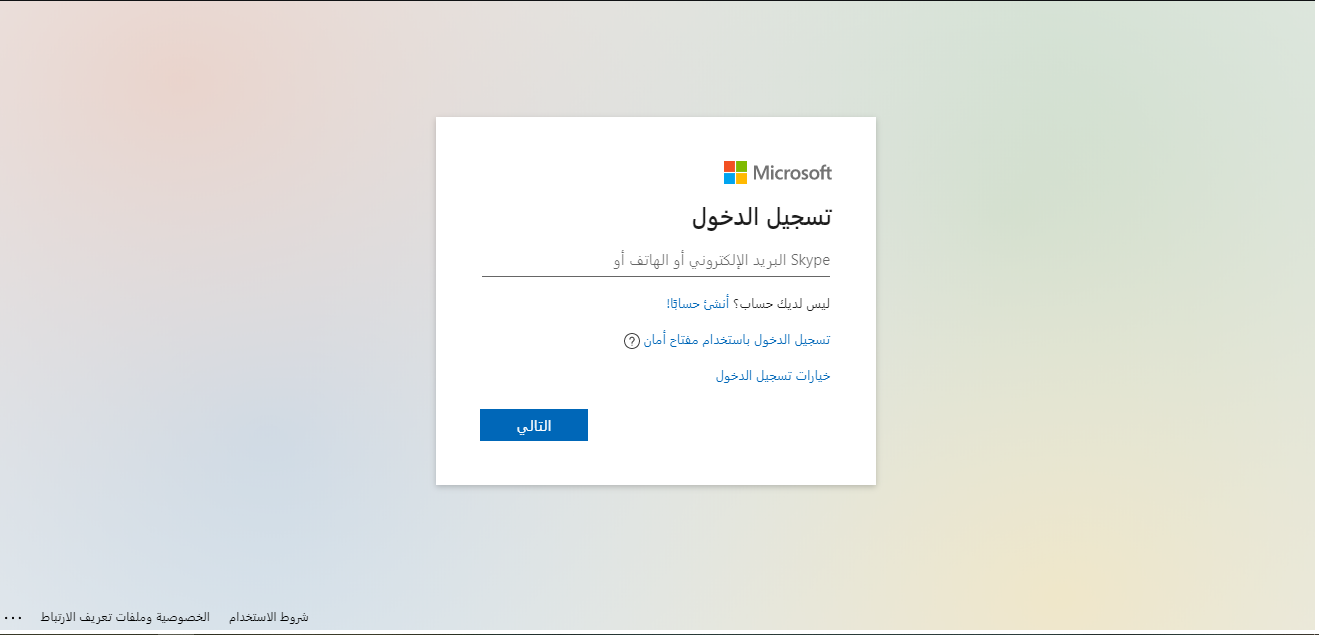 Microsoft
تسجيل الدخول
البريد الإلكتروني أو الهاتف أو Skype
ليس لديك حساب؟ أنشئ حسابًا!
تسجيل الدخول باستخدام مفتاح أمان ?
خيارات تسجيل الدخول
التالي
شروط الاستخدام الخصوصية وملفات تعريف الارتباط ...